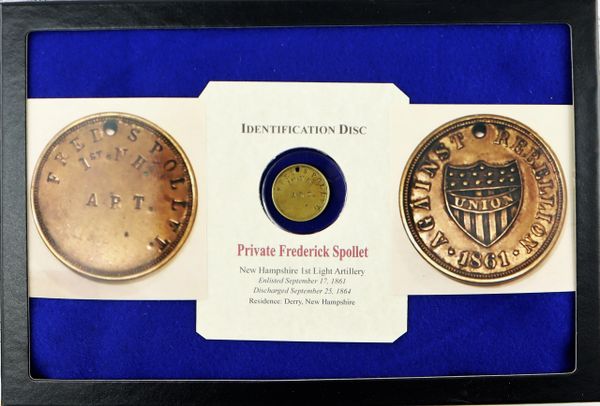 FRED. SPOLLETT.
1st. N. H.
A R T.
IDENTIFICATION DISC
Private Frederick Spollet
New Hampshire 1st Light Artillery
Enlisted September 17, 1861
Discharged September 25, 1864
Residence: Derry, New Hampshire
AGAINST REBELLION
UNION
· 1861 ·